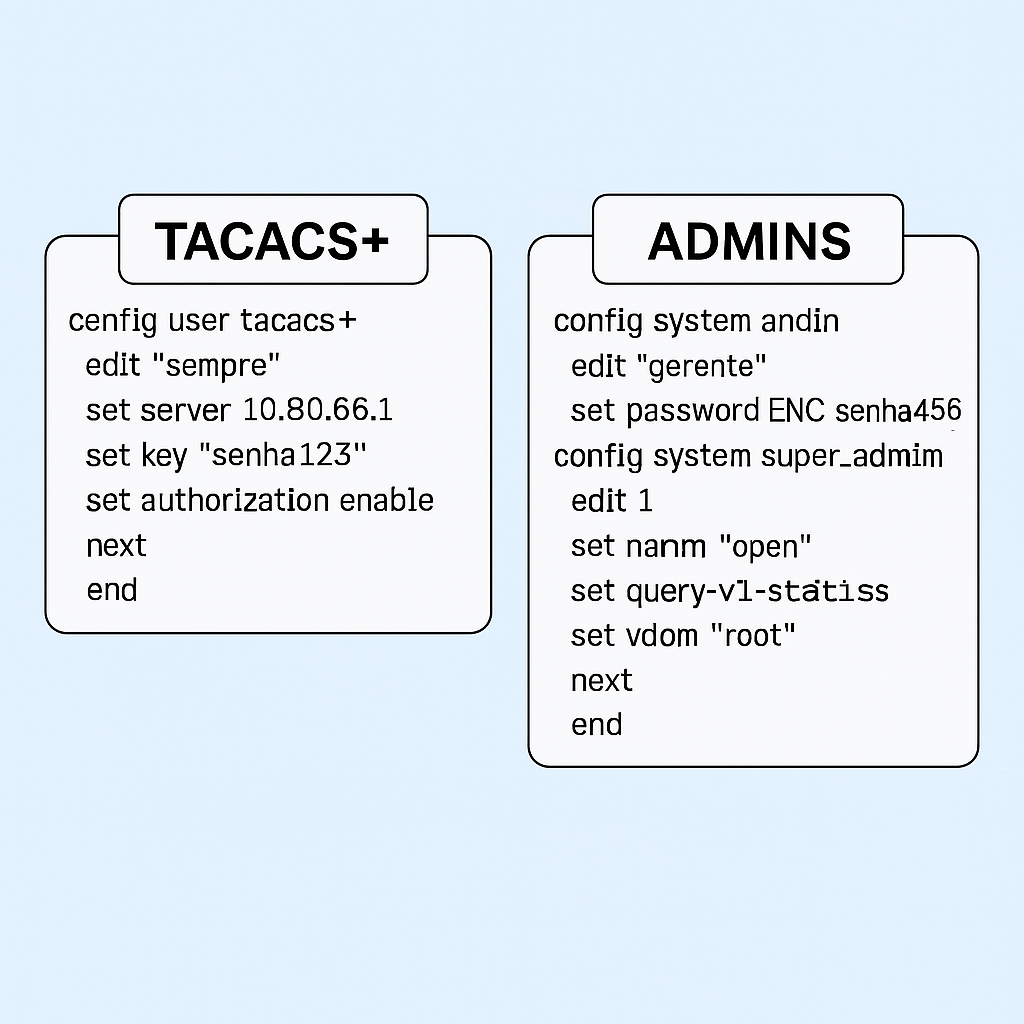 TACACS+
cenfig user tacacs+
edit "sempre"
set server 10.80.66.1
set key "senha123"
set authorization enable
next
end
ADMINS
config system andin
edit "gerente"
set password ENC senha456
config system super_admim
edit 1
set nanm "open"
set query-v1-statiss
set vdom "root"
next
end